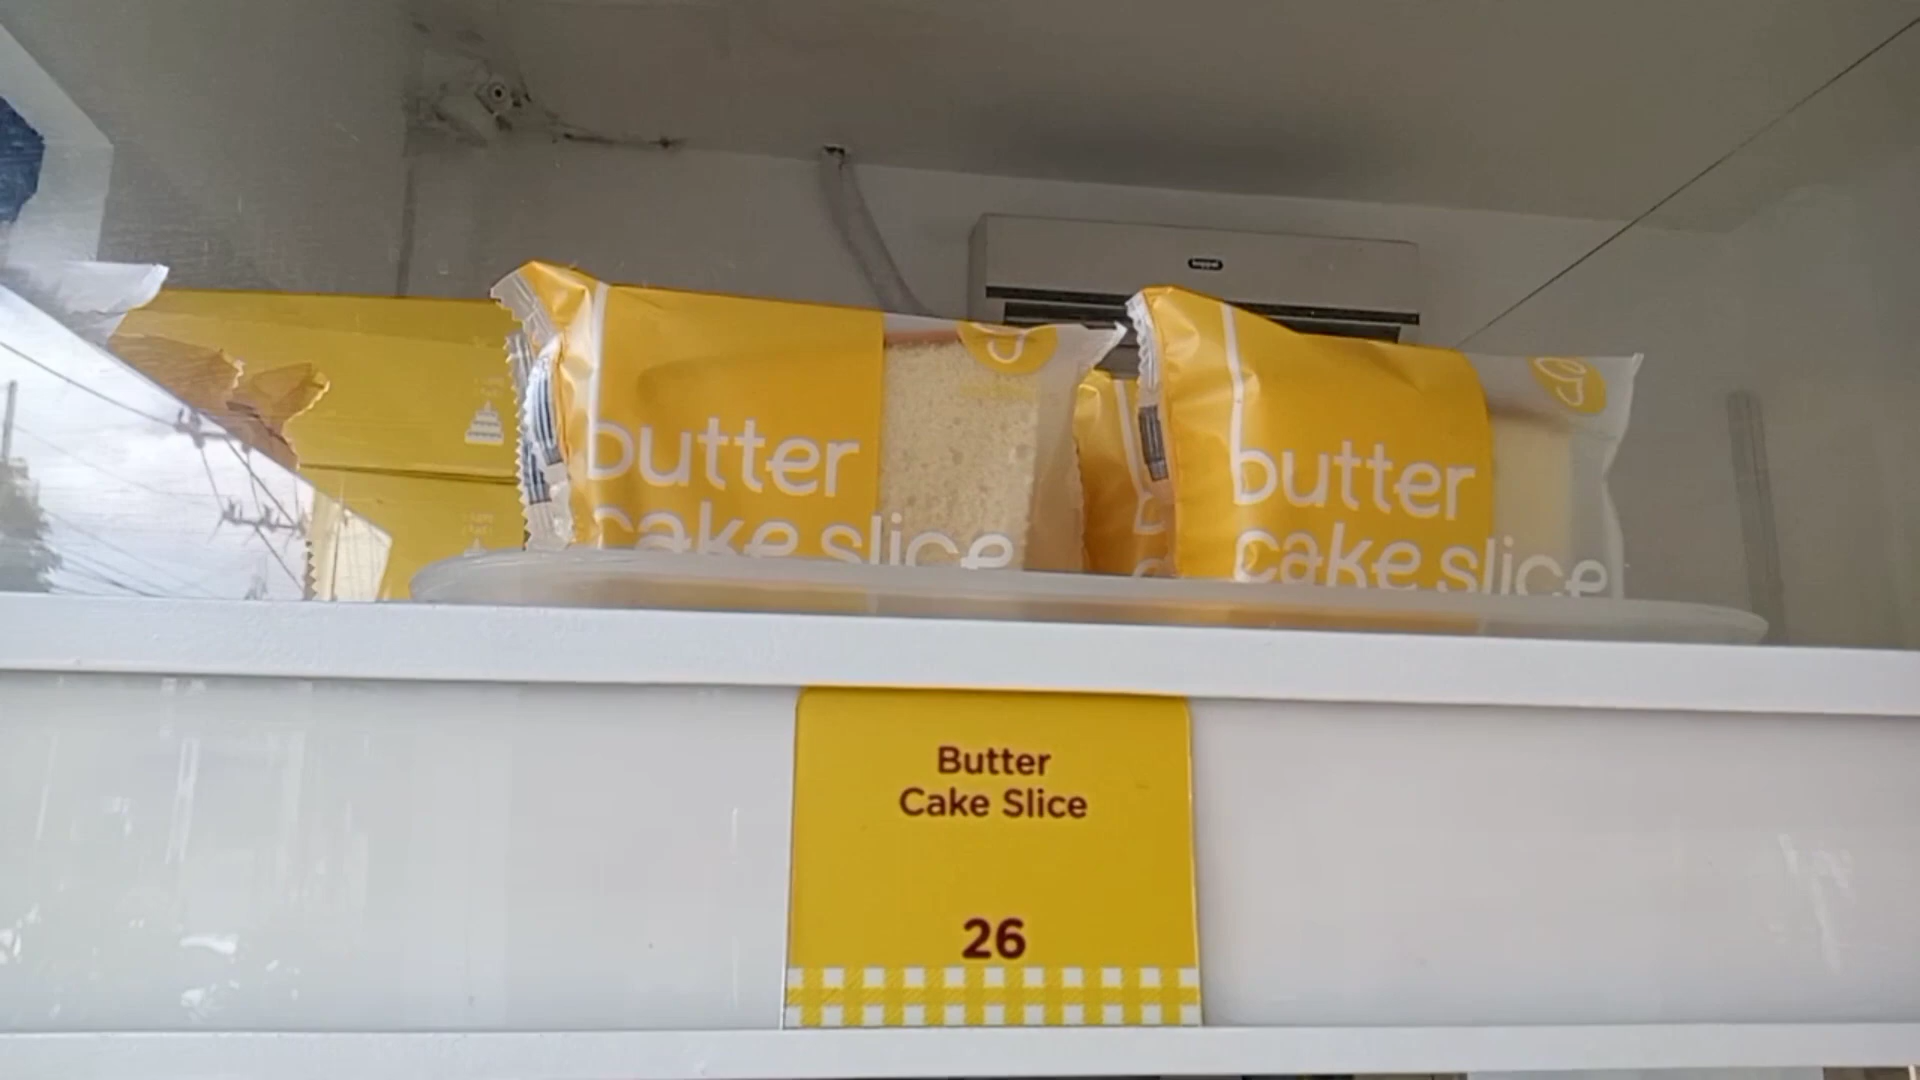 butter
cake slice
butter
cake slice
Butter
Cake Slice
26